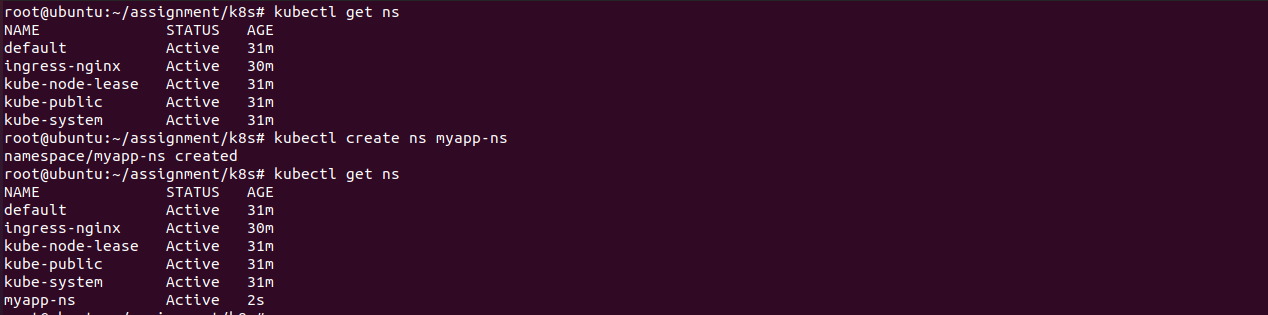 root@ubuntu:~/assignment/k8s# kubectl get ns
NAME              STATUS   AGE
default           Active   31m
ingress-nginx     Active   30m
kube-node-lease   Active   31m
kube-public       Active   31m
kube-system       Active   31m
root@ubuntu:~/assignment/k8s# kubectl create ns myapp-ns
namespace/myapp-ns created
root@ubuntu:~/assignment/k8s# kubectl get ns
NAME              STATUS   AGE
default           Active   31m
ingress-nginx     Active   30m
kube-node-lease   Active   31m
kube-public       Active   31m
kube-system       Active   31m
myapp-ns          Active   2s